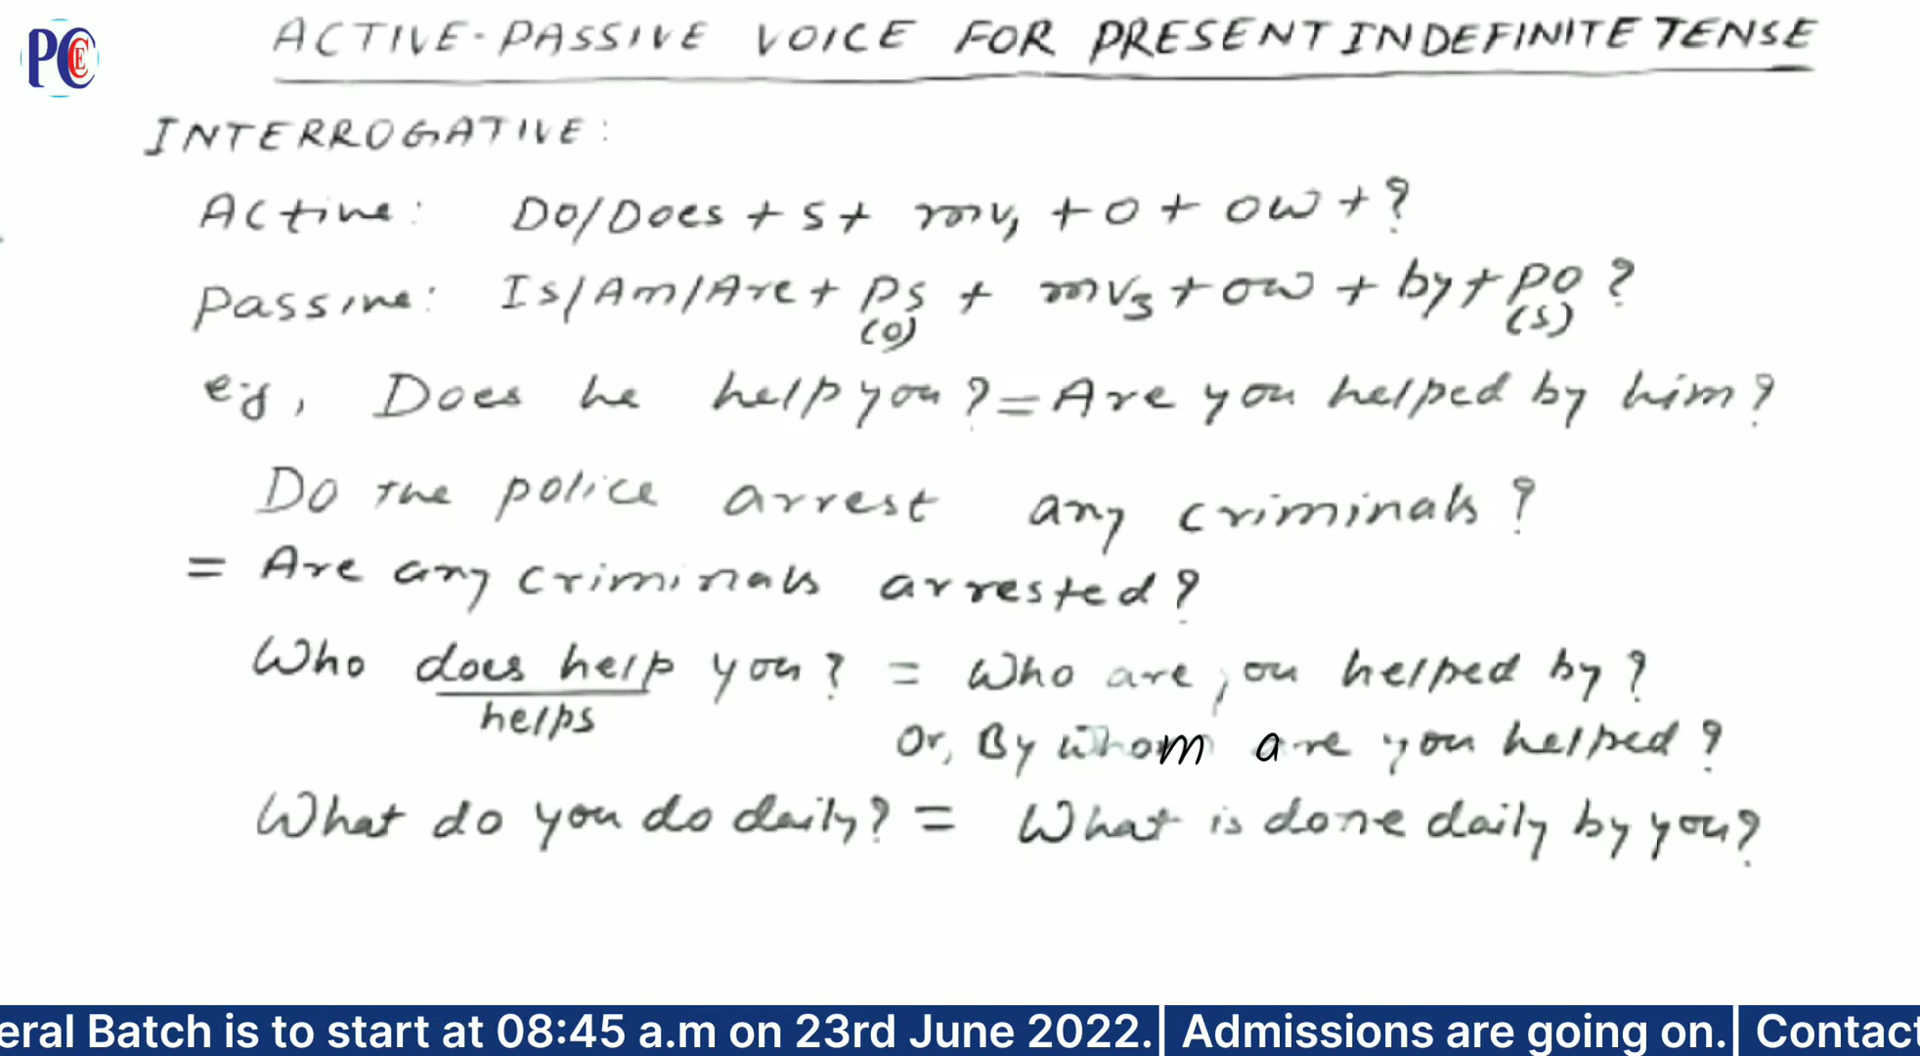 PCEC
ACTIVE-PASSIVE VOICE FOR PRESENT INDEFINITE TENSE
INTERROGATIVE:
Active: Do/Does + S + mv₁ + O + OW + ?
Passive: Is/Am/Are + PS + mv₃ + OW + by + PO ?
(O) (S)
e.g, Does he help you? = Are you helped by him?
Do the police arrest any criminals?
= Are any criminals arrested?
Who does help you? = Who are you helped by?
helps
Or, By whom are you helped?
What do you do daily? = What is done daily by you?
eral Batch is to start at 08:45 a.m on 23rd June 2022.| Admissions are going on.| Contact